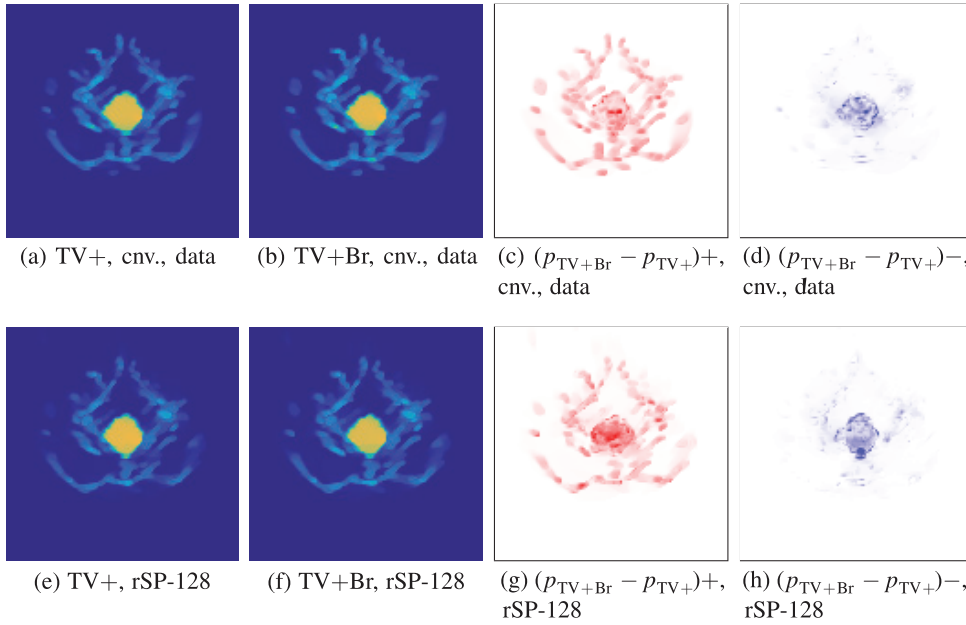 (a) TV+, cnv., data
(b) TV+Br, cnv., data
(c) (p_TV+Br − p_TV+)+,
cnv., data
(d) (p_TV+Br − p_TV+)−,
cnv., data
(e) TV+, rSP-128
(f) TV+Br, rSP-128
(g) (p_TV+Br − p_TV+)+,
rSP-128
(h) (p_TV+Br − p_TV+)−,
rSP-128